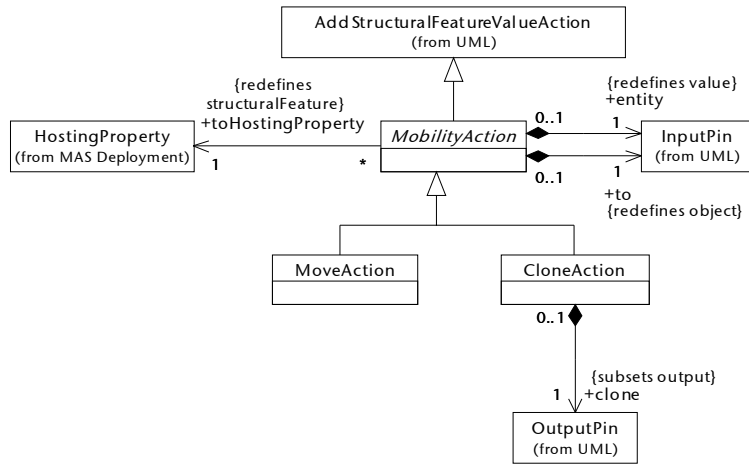 AddStructuralFeatureValueAction
(from UML)
{redefines
structuralFeature}
+toHostingProperty
{redefines value}
+entity
0..1
1
HostingProperty
(from MAS Deployment)
MobilityAction
InputPin
(from UML)
1
*
0..1
1
+to
{redefines object}
MoveAction
CloneAction
0..1
{subsets output}
1
+clone
OutputPin
(from UML)